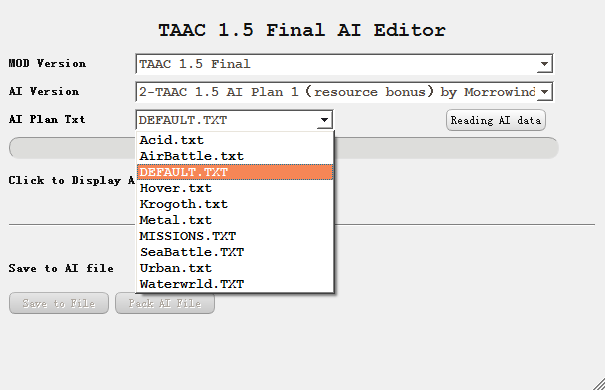 TAAC 1.5 Final AI Editor
MOD Version
TAAC 1.5 Final
AI Version
2-TAAC 1.5 AI Plan 1 (resource bonus) by Morrowind
AI Plan Txt
DEFAULT.TXT
Reading AI data
Acid.txt
AirBattle.txt
DEFAULT.TXT
Click to Display A
Hover.txt
Krogoth.txt
Metal.txt
MISSIONS.TXT
SeaBattle.TXT
Save to AI file
Urban.txt
Waterwrld.TXT
Save to File
Pack AI File